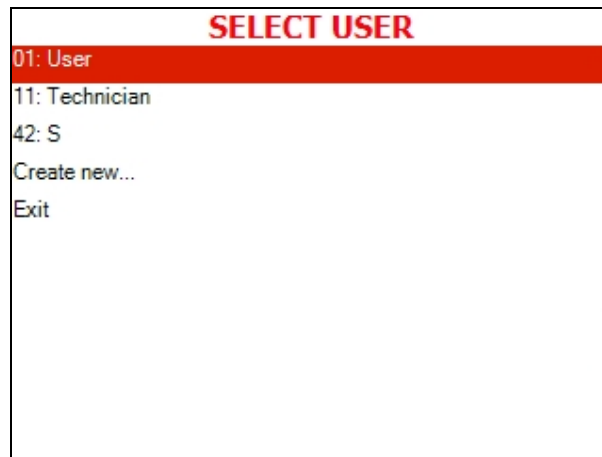 SELECT USER
01: User
11: Technician
42: S
Create new...
Exit